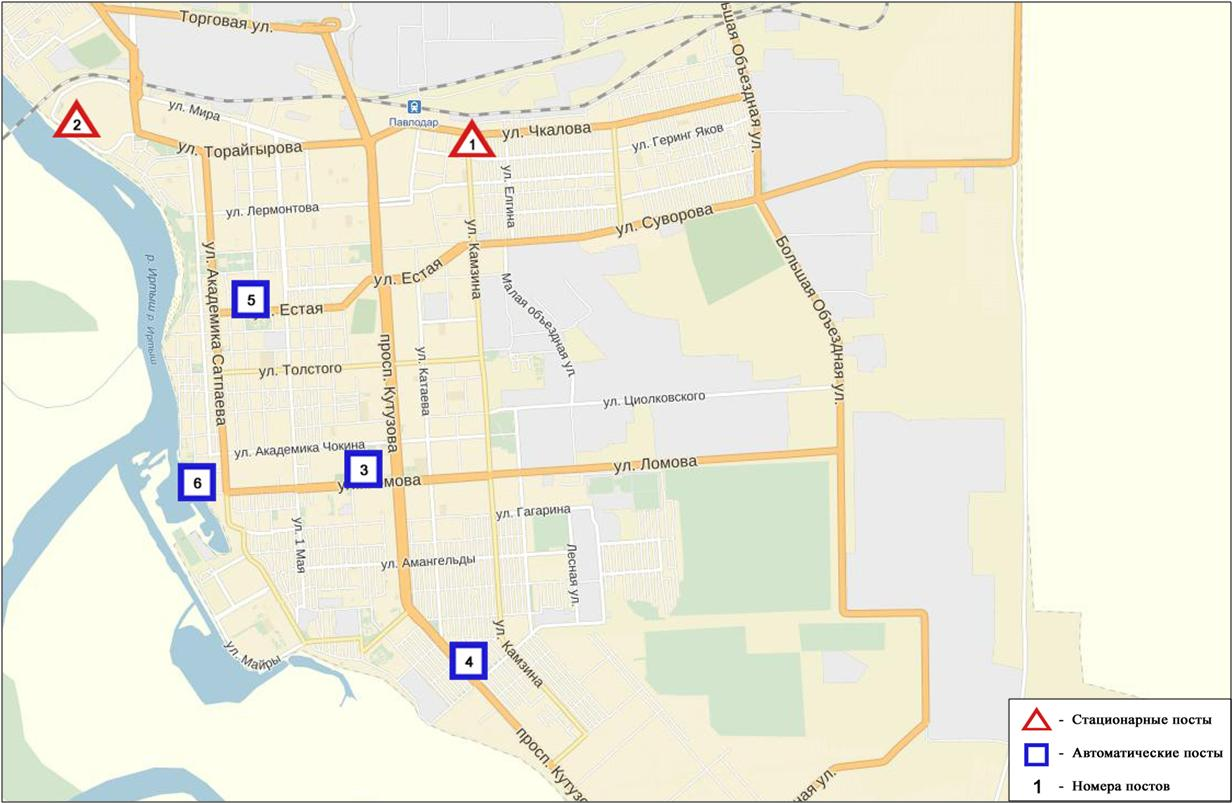 Торговая ул.
Большая Объездная ул.
ул. Мира
Павлодар
2
1
ул. Чкалова
ул. Геринг Яков
ул. Торайгырова
ул. Елгина
ул. Лермонтова
ул. Суворова
ул. Камзина
ул. Академика Сатпаева
р. Иртыш
р. Иртыш
ул. Естая
Большая Объездная ул.
Малая объездная ул.
5
Естая
просп. Кутузова
ул. Толстого
ул. Катаева
ул. Циолковского
ул. Академика Чокина
3
ул. Ломова
6
ул. Гагарина
ул. 1 Мая
ул. Амангельды
Лесная ул.
ул. Майры
4
ул. Камзина
просп. Кутузо
ная ул.
- Стационарные посты
- Автоматические посты
1 - Номера постов